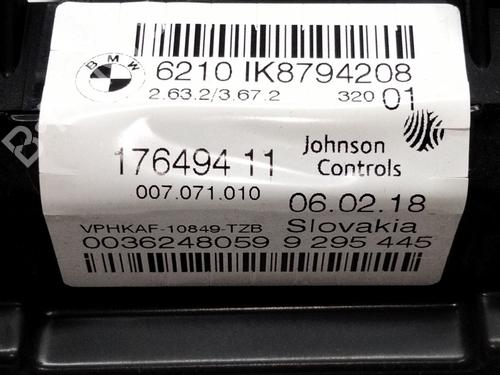 BMW 6210 IK8794208
2.63.2/3.67.2 320 01
176494 11 Johnson
Controls
007.071.010 06.02.18
VPHKAF-10849-TZB Slovakia
0036248059 9 295 445